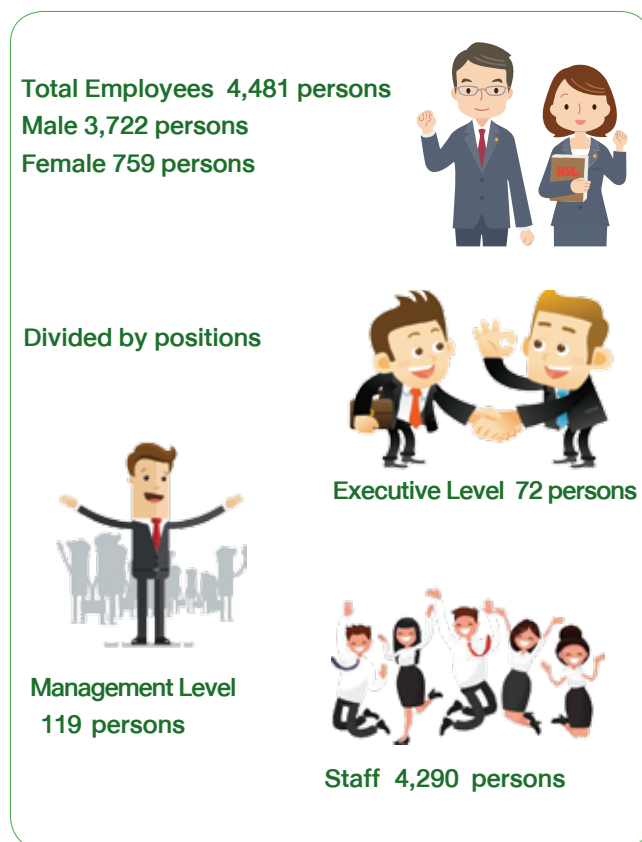 Total Employees 4,481 persons
Male 3,722 persons
Female 759 persons
Divided by positions
Executive Level 72 persons
Management Level
119 persons
Staff 4,290 persons